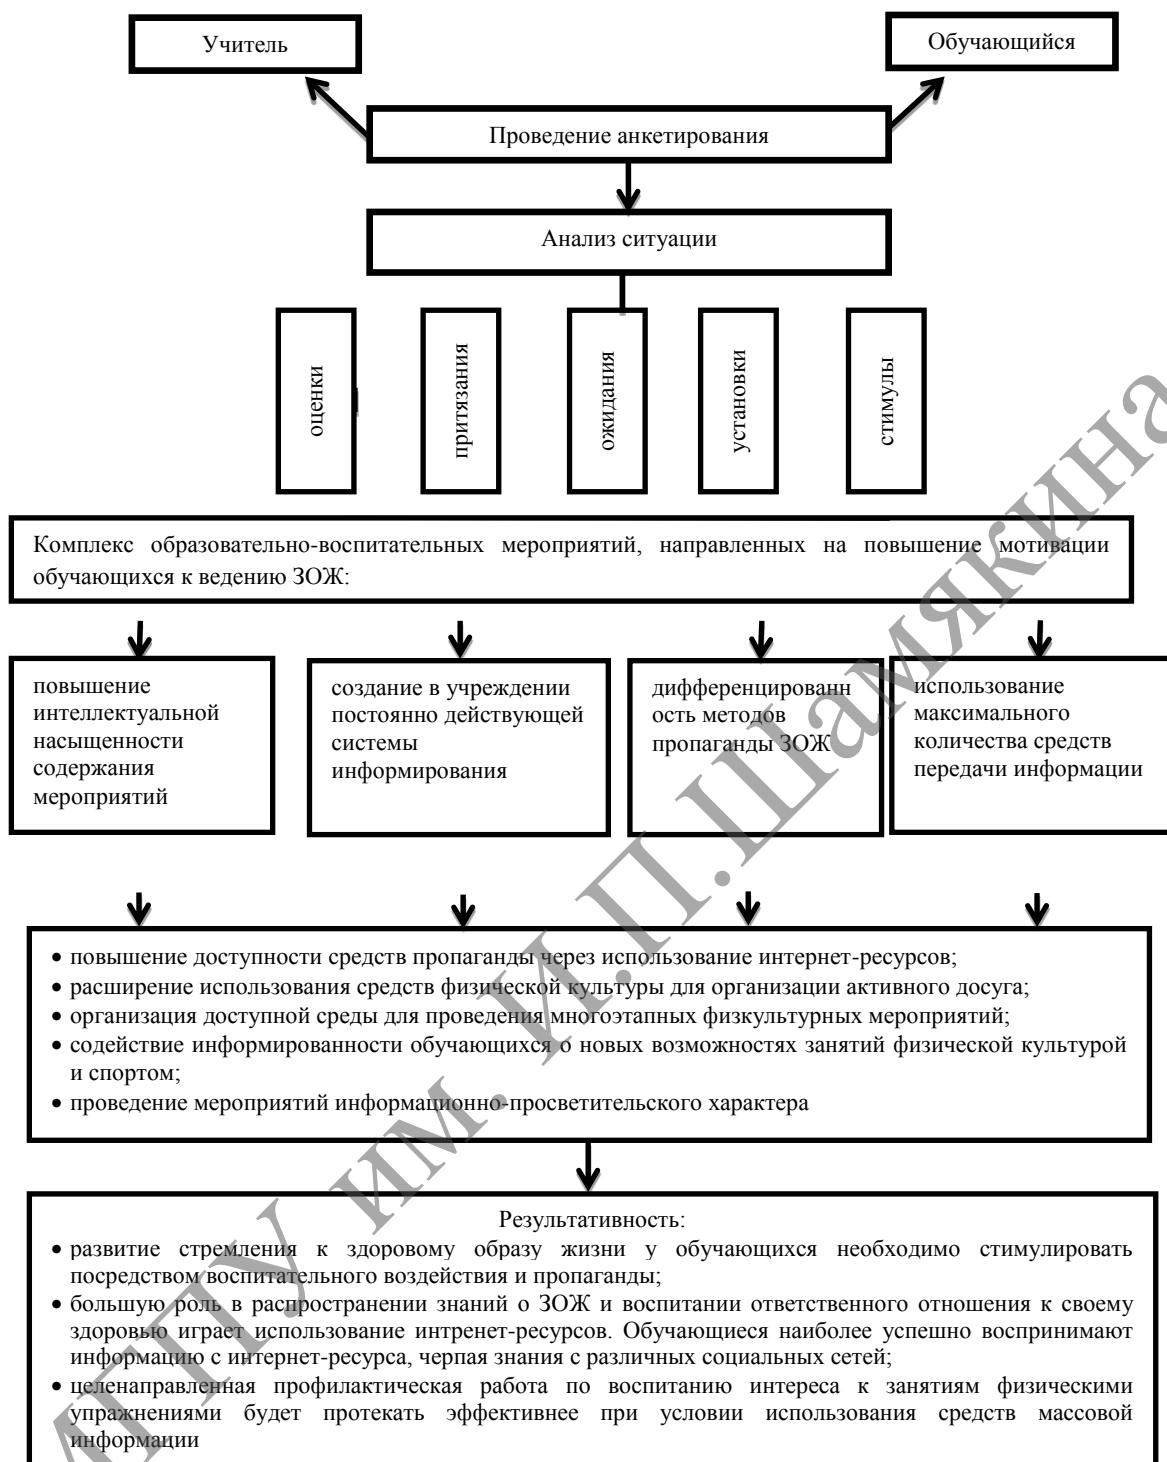 Учитель
Обучающийся
Проведение анкетирования
Анализ ситуации
оценки
притязания
ожидания
установки
стимулы
Комплекс образовательно-воспитательных мероприятий, направленных на повышение мотивации
обучающихся к ведению ЗОЖ:
повышение
интеллектуальной
насыщенности
содержания
мероприятий
создание в учреждении
постоянно действующей
системы
информирования
дифференцированн
ость методов
пропаганды ЗОЖ
использование
максимального
количества средств
передачи информации
• повышение доступности средств пропаганды через использование интернет-ресурсов;
• расширение использования средств физической культуры для организации активного досуга;
• организация доступной среды для проведения многоэтапных физкультурных мероприятий;
• содействие информированности обучающихся о новых возможностях занятий физической культурой
и спортом;
• проведение мероприятий информационно-просветительского характера
Результативность:
• развитие стремления к здоровому образу жизни у обучающихся необходимо стимулировать
посредством воспитательного воздействия и пропаганды;
• большую роль в распространении знаний о ЗОЖ и воспитании ответственного отношения к своему
здоровью играет использование интренет-ресурсов. Обучающиеся наиболее успешно воспринимают
информацию с интернет-ресурса, черпая знания с различных социальных сетей;
• целенаправленная профилактическая работа по воспитанию интереса к занятиям физическими
упражнениями будет протекать эффективнее при условии использования средств массовой
информации
МГПУ им. И.П.Шамякина